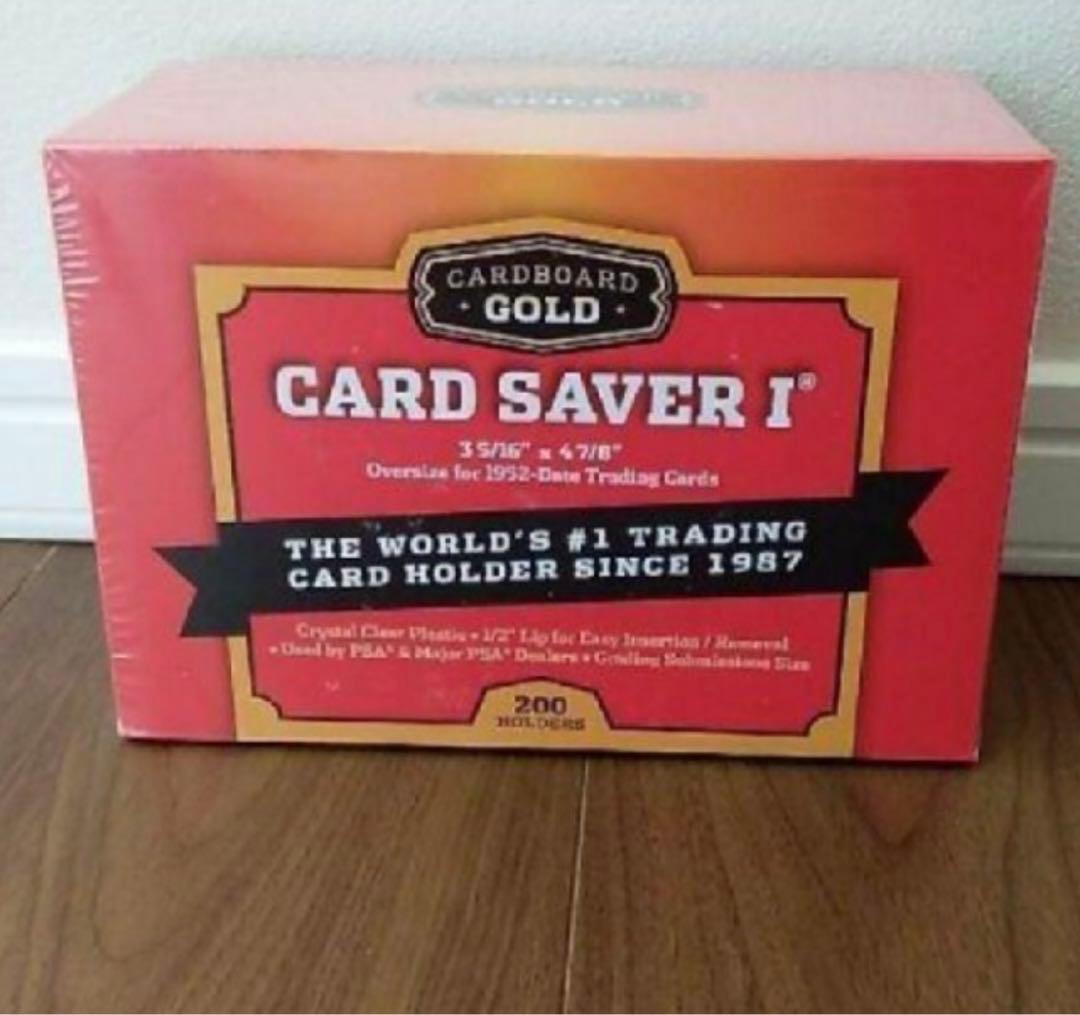 CARDBOARD
GOLD
CARD SAVER I®
3 5/16" x 4 7/8"
Oversize for 1952-Date Trading Cards
THE WORLD'S #1 TRADING
CARD HOLDER SINCE 1987
Crystal Clear Plastic • 1/2" Lip for Easy Insertion / Removal
• Used by PSA® & Major PSA® Dealers • Grading Submissions Size
200
HOLDERS